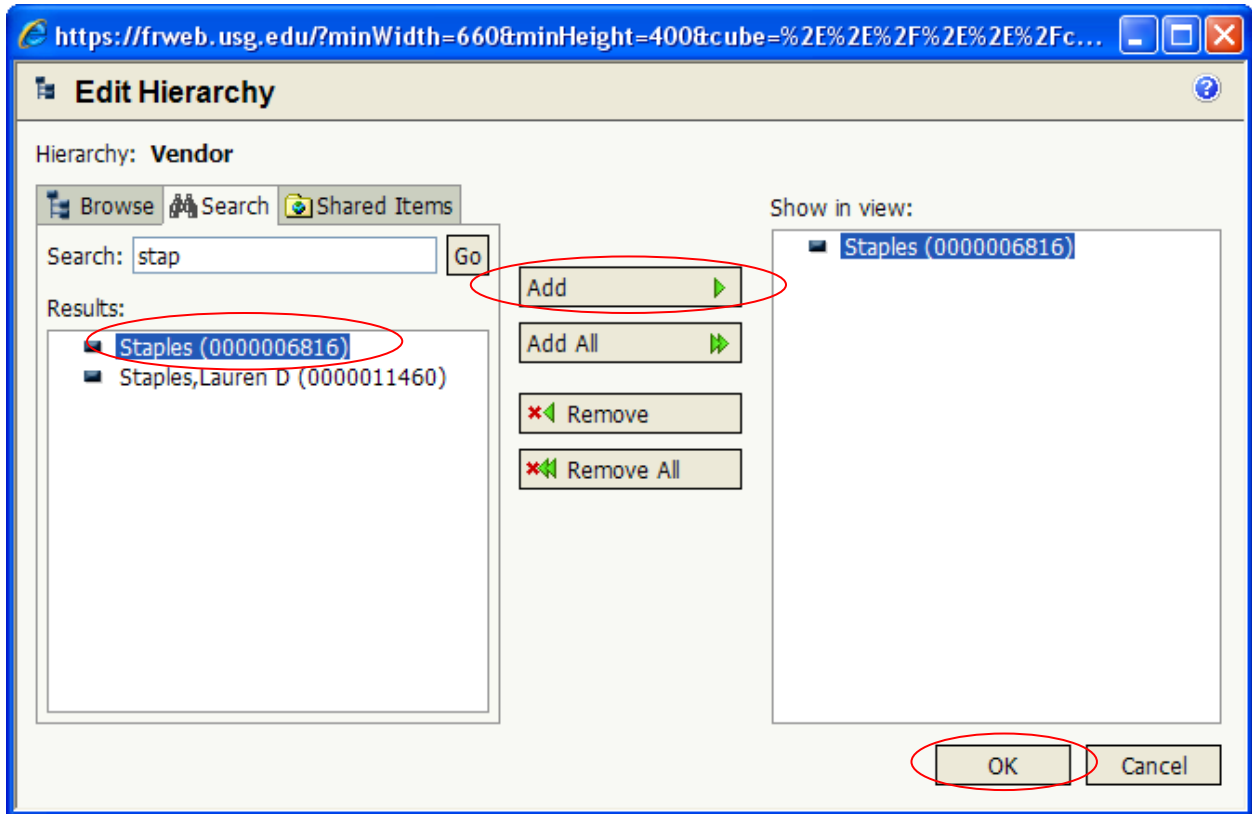 https://frweb.usg.edu/?minWidth=660&minHeight=400&cube=%2E%2E%2F%2E%2E%2Fc...
Edit Hierarchy
Hierarchy: Vendor
Browse Search Shared Items
Search: stap Go
Results:
Staples (0000006816)
Staples,Lauren D (0000011460)
Add
Add All
Remove
Remove All
Show in view:
Staples (0000006816)
OK Cancel